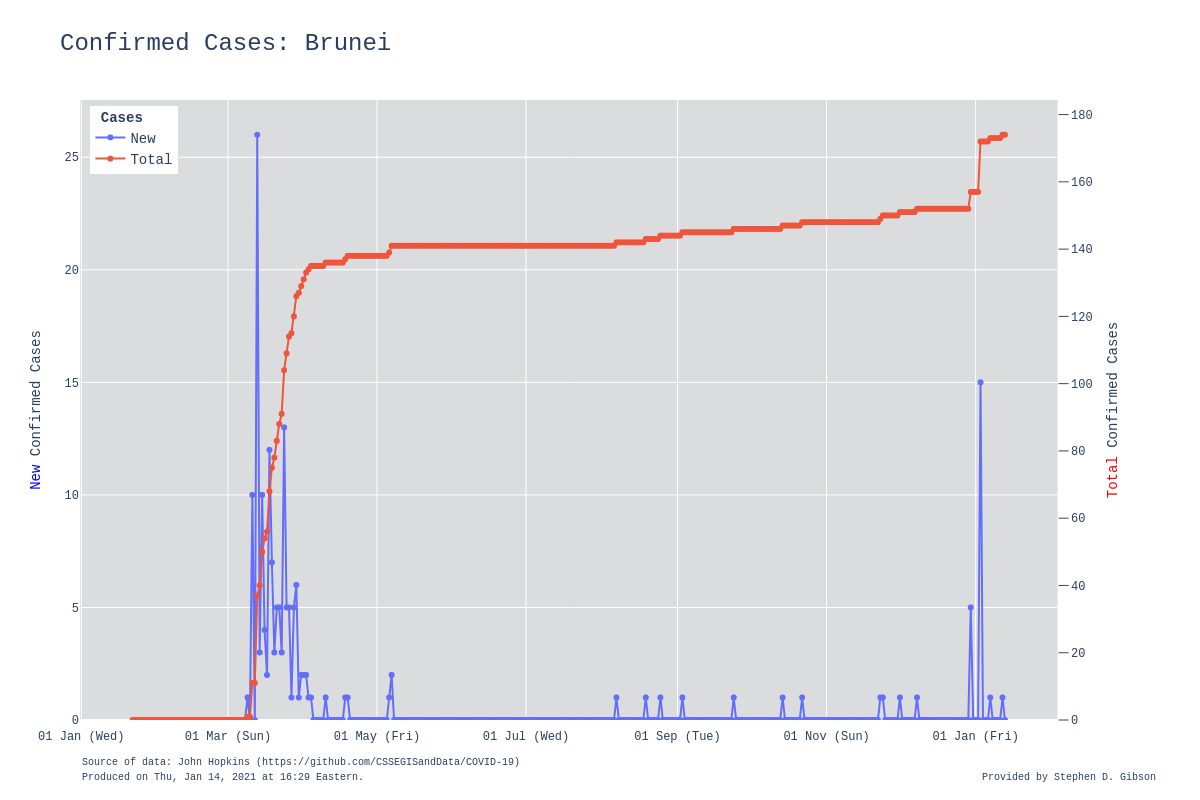 Confirmed Cases: Brunei
Cases
New
Total
25
20
15
10
5
0
180
160
140
120
100
80
60
40
20
0
New Confirmed Cases
Total Confirmed Cases
01 Jan (Wed) 01 Mar (Sun) 01 May (Fri) 01 Jul (Wed) 01 Sep (Tue) 01 Nov (Sun) 01 Jan (Fri)
Source of data: John Hopkins (https://github.com/CSSEGISandData/COVID-19)
Produced on Thu, Jan 14, 2021 at 16:29 Eastern.
Provided by Stephen D. Gibson